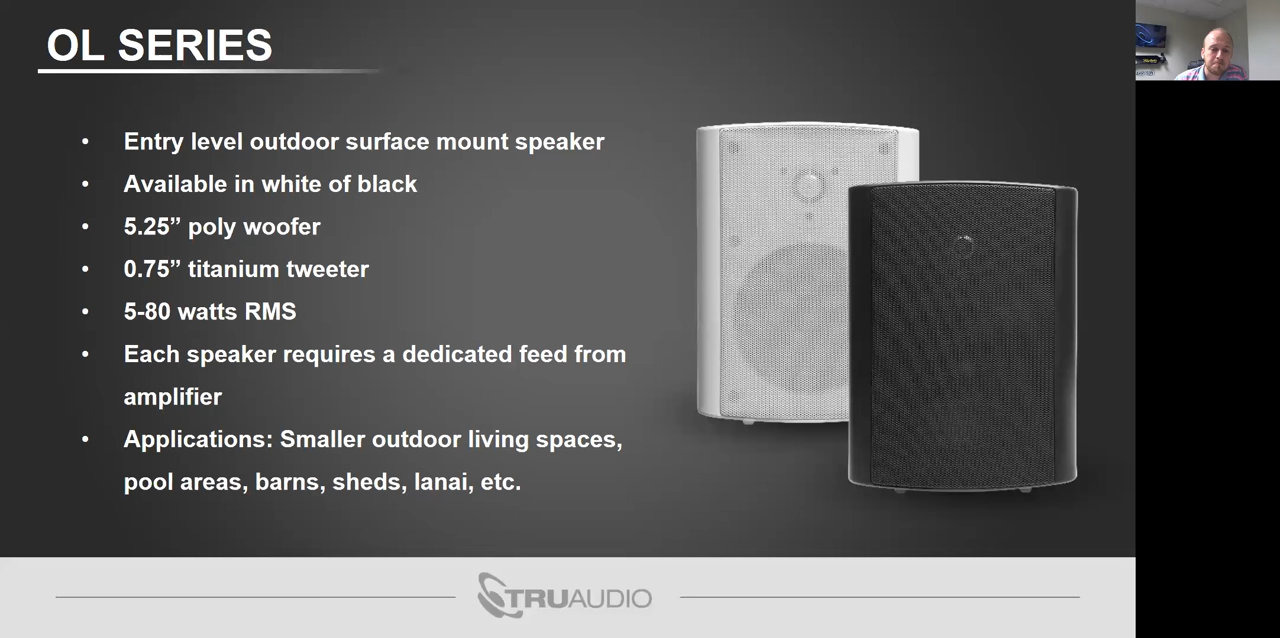 OL SERIES
• Entry level outdoor surface mount speaker
• Available in white of black
• 5.25” poly woofer
• 0.75” titanium tweeter
• 5-80 watts RMS
• Each speaker requires a dedicated feed from
amplifier
• Applications: Smaller outdoor living spaces,
pool areas, barns, sheds, lanai, etc.
TRUAUDIO